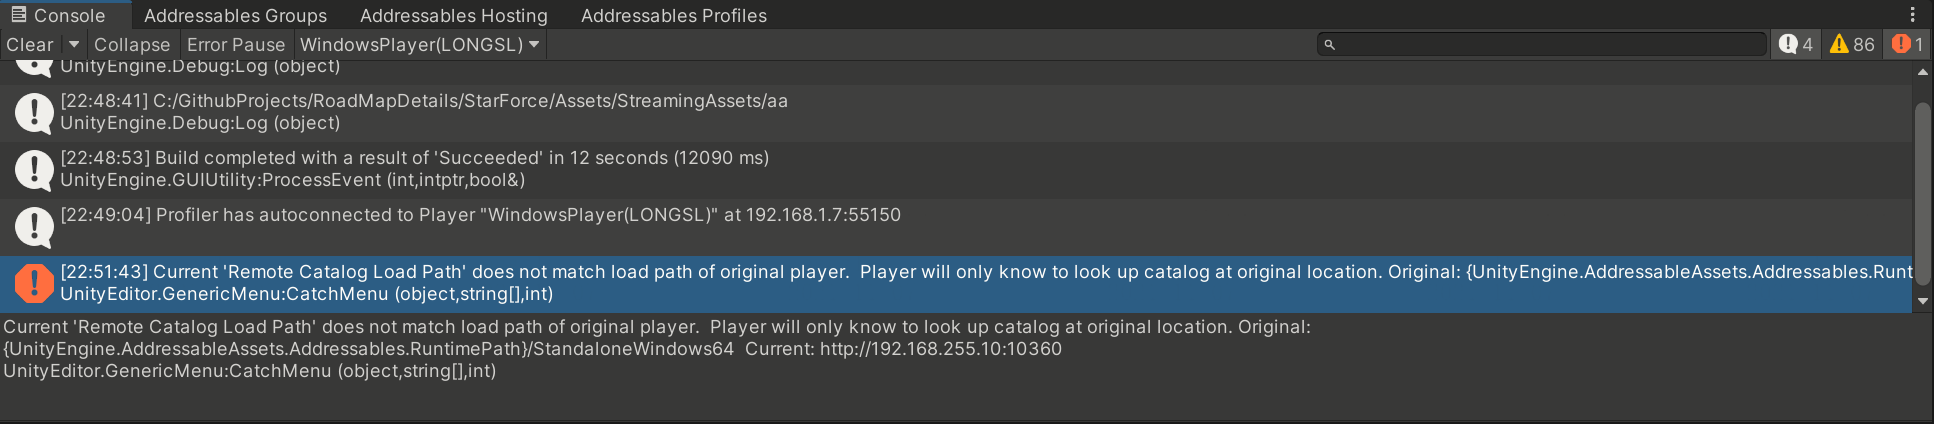 Console
Addressables Groups
Addressables Hosting
Addressables Profiles
Clear
Collapse
Error Pause
WindowsPlayer(LONGSL)
4
86
1
UnityEngine.Debug:Log (object)
[22:48:41] C:/GithubProjects/RoadMapDetails/StarForce/Assets/StreamingAssets/aa
UnityEngine.Debug:Log (object)
[22:48:53] Build completed with a result of 'Succeeded' in 12 seconds (12090 ms)
UnityEngine.GUIUtility:ProcessEvent (int,intptr,bool&)
[22:49:04] Profiler has autoconnected to Player "WindowsPlayer(LONGSL)" at 192.168.1.7:55150
[22:51:43] Current 'Remote Catalog Load Path' does not match load path of original player.  Player will only know to look up catalog at original location. Original: {UnityEngine.AddressableAssets.Addressables.Runt
UnityEditor.GenericMenu:CatchMenu (object,string[],int)
Current 'Remote Catalog Load Path' does not match load path of original player.  Player will only know to look up catalog at original location. Original:
{UnityEngine.AddressableAssets.Addressables.RuntimePath}/StandaloneWindows64  Current: http://192.168.255.10:10360
UnityEditor.GenericMenu:CatchMenu (object,string[],int)